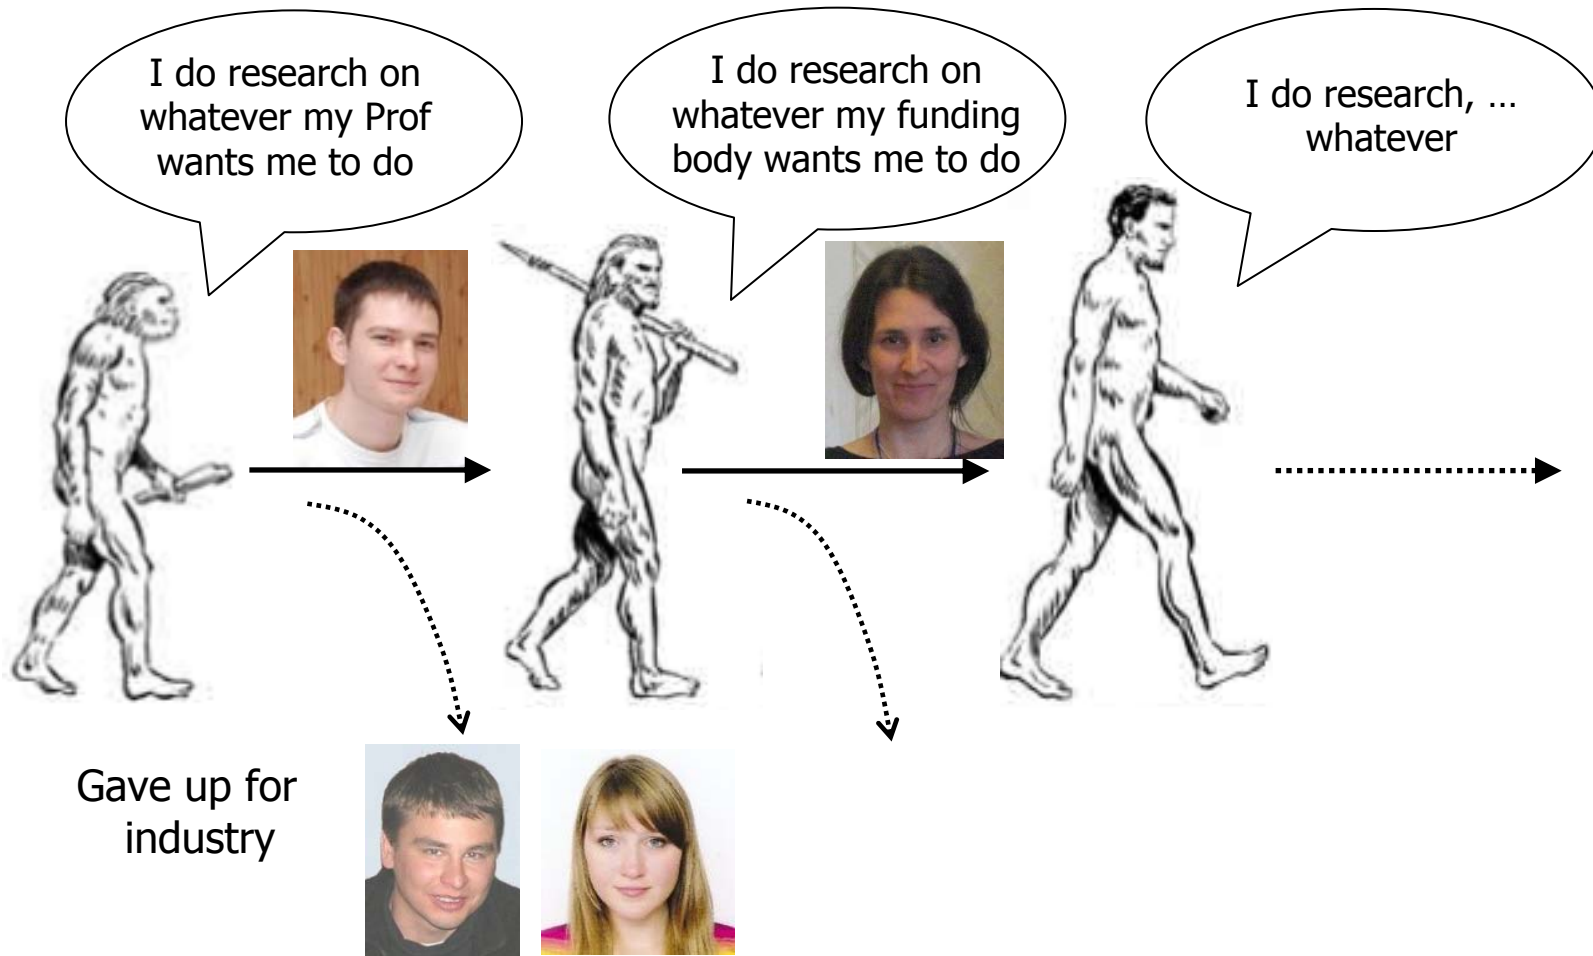 I do research on
whatever my Prof
wants me to do
I do research on
whatever my funding
body wants me to do
I do research, …
whatever
Gave up for
industry